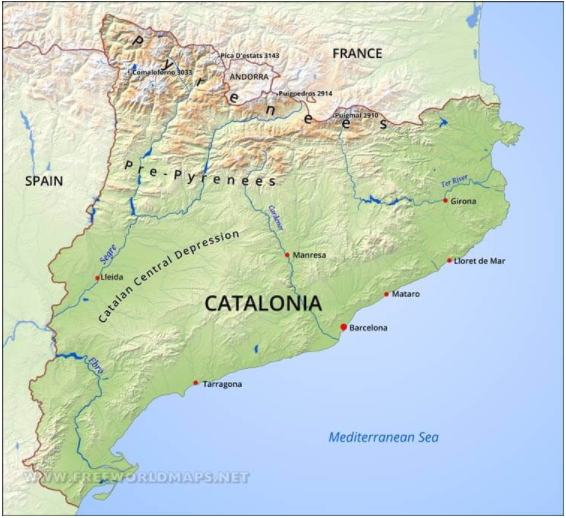 Pyrenees
Pica D'estats 3143
FRANCE
Comaloforno 3033
ANDORRA
Puigpedros 2914
Puigmal 2910
Pre-Pyrenees
SPAIN
Ter River
Girona
Cardener
Segre
Catalan Central Depression
Manresa
Lloret de Mar
Lleida
Mataro
CATALONIA
Barcelona
Ebro
Tarragona
Mediterranean Sea
WWW.FREEWORLDMAPS.NET